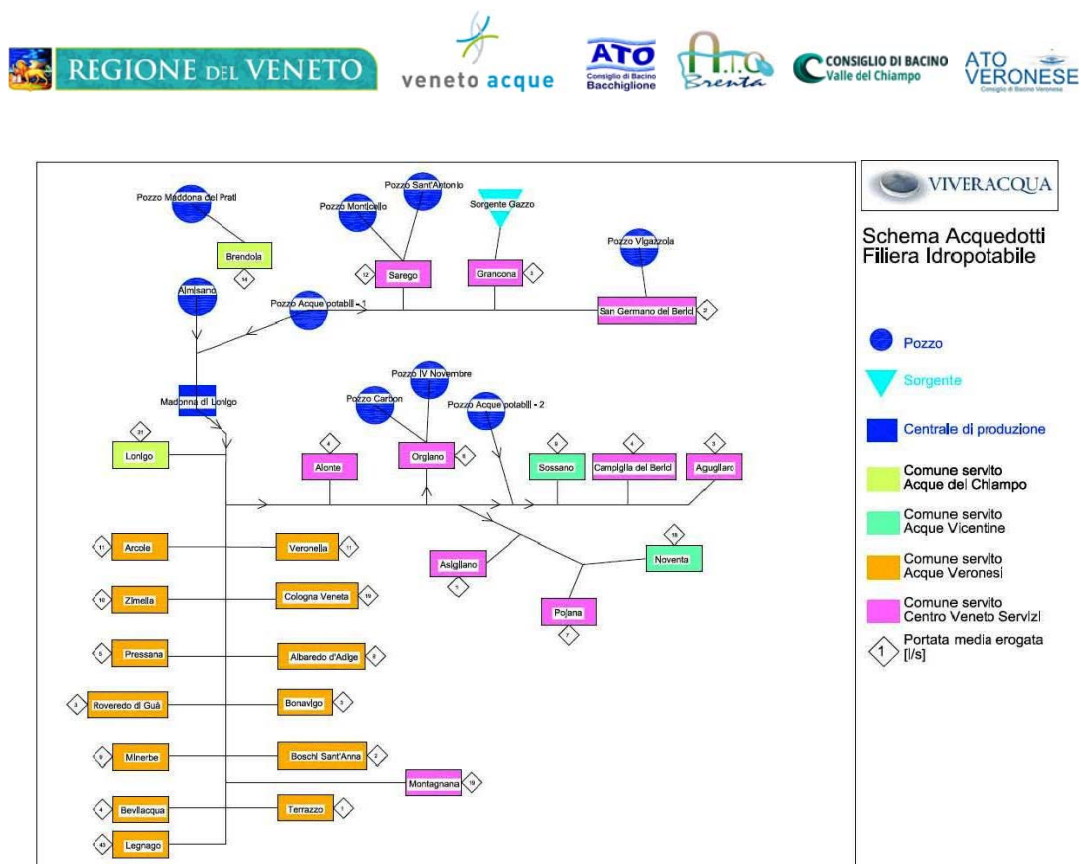 REGIONE DEL VENETO
veneto acque
ATO
Consiglio di Bacino
Bacchiglione
A.T.O
Brenta
CONSIGLIO DI BACINO
Valle del Chiampo
ATO
VERONESE
Consiglio di Bacino Veronese
VIVERACQUA
Schema Acquedotti
Filiera Idropotabile
Pozzo
Sorgente
Centrale di produzione
Comune servito
Acque del Chiampo
Comune servito
Acque Vicentine
Comune servito
Acque Veronesi
Comune servito
Centro Veneto Servizi
1
Portata media erogata
[l/s]
Pozzo Maddona dei Prati
Pozzo Sant'Antonio
Pozzo Monticello
Sorgente Gazzo
Pozzo Vigazzola
Brendola
14
12
Sarego
Grancona
Almisano
Pozzo Acque potabili - 1
San Germano dei Berici
2
Madonna di Lonigo
Pozzo IV Novembre
Pozzo Carbon
Pozzo Acque potabili - 2
Lonigo
4
Alonte
Orgiano
Sossano
4
Campiglia dei Berici
3
Agugliaro
11
Arcole
Veronella
11
Asigliano
Noventa
10
Zimella
Cologna Veneta
19
Pojana
7
5
Pressana
Albaredo d'Adige
3
Roveredo di Guà
Bonavigo
3
Minerbe
Boschi Sant'Anna
2
Montagnana
19
4
Bevilacqua
Terrazzo
1
43
Legnago